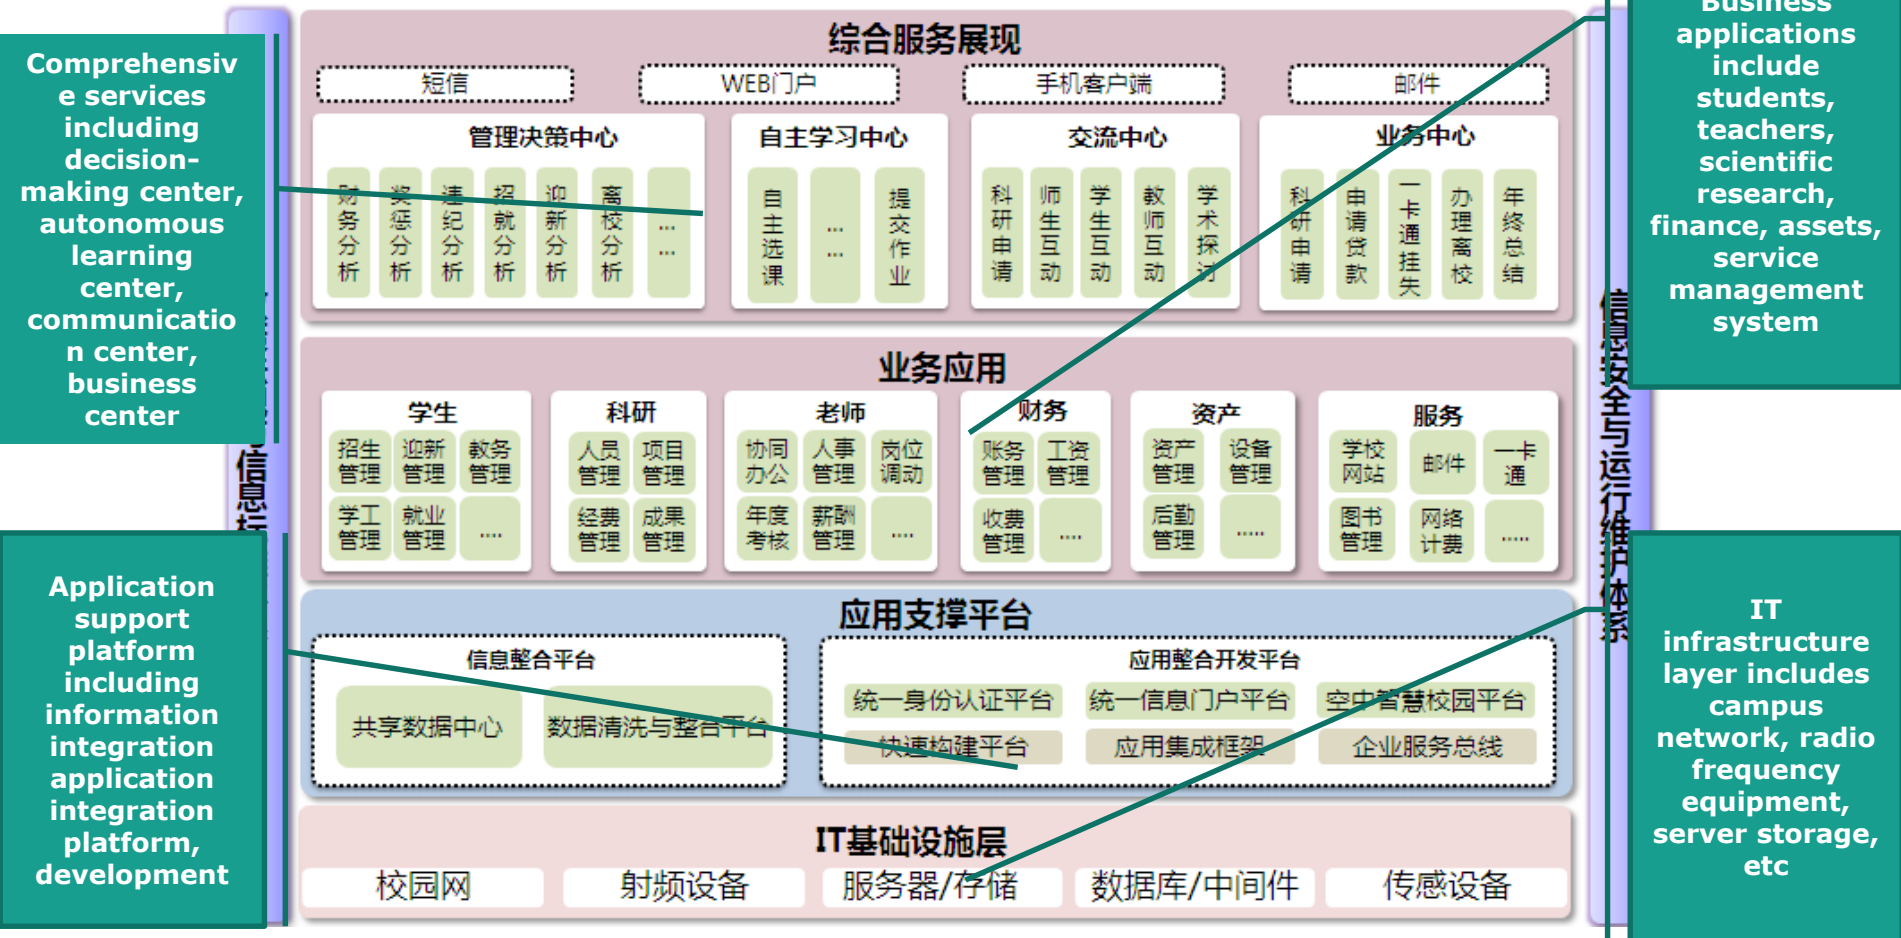 综合服务展现
短信
WEB门户
手机客户端
邮件
管理决策中心
财务分析
奖惩分析
违纪分析
招就分析
迎新分析
离校分析
... ...
自主学习中心
自主选课
... ...
提交作业
交流中心
科研申请
师生互动
学生互动
教师互动
学术探讨
业务中心
科研申请
申请贷款
一卡通挂失
办理离校
年终总结
业务应用
学生
招生
管理
迎新
管理
教务
管理
学工
管理
就业
管理
....
科研
人员
管理
项目
管理
经费
管理
成果
管理
老师
协同
办公
人事
管理
岗位
调动
年度
考核
薪酬
管理
....
财务
账务
管理
工资
管理
收费
管理
....
资产
资产
管理
设备
管理
后勤
管理
.....
服务
学校
网站
邮件
一卡
通
图书
管理
网络
计费
.....
应用支撑平台
信息整合平台
共享数据中心
数据清洗与整合平台
应用整合开发平台
统一身份认证平台
统一信息门户平台
空中智慧校园平台
快速构建平台
应用集成框架
企业服务总线
IT基础设施层
校园网
射频设备
服务器/存储
数据库/中间件
传感设备
信息标
信息安全与运行维护体系
Comprehensiv
e services
including
decision-
making center,
autonomous
learning
center,
communicatio
n center,
business
center
Application
support
platform
including
information
integration
application
integration
platform,
development
Business
applications
include
students,
teachers,
scientific
research,
finance, assets,
service
management
system
IT
infrastructure
layer includes
campus
network, radio
frequency
equipment,
server storage,
etc